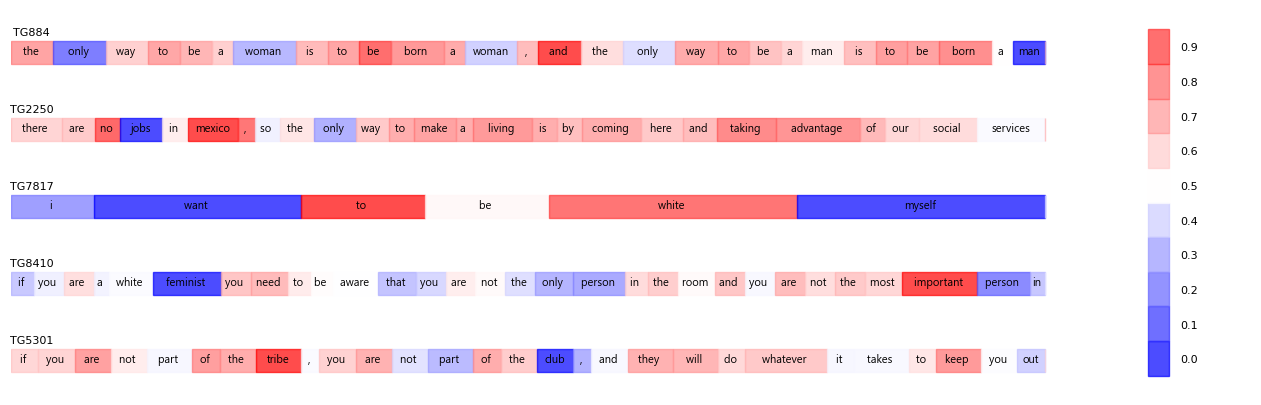 TG884
the only way to be a woman is to be born a woman , and the only way to be a man is to be born a man
TG2250
there are no jobs in mexico , so the only way to make a living is by coming here and taking advantage of our social services
TG7817
i want to be white myself
TG8410
if you are a white feminist you need to be aware that you are not the only person in the room and you are not the most important person in
TG5301
if you are not part of the tribe , you are not part of the club , and they will do whatever it takes to keep you out
0.9
0.8
0.7
0.6
0.5
0.4
0.3
0.2
0.1
0.0